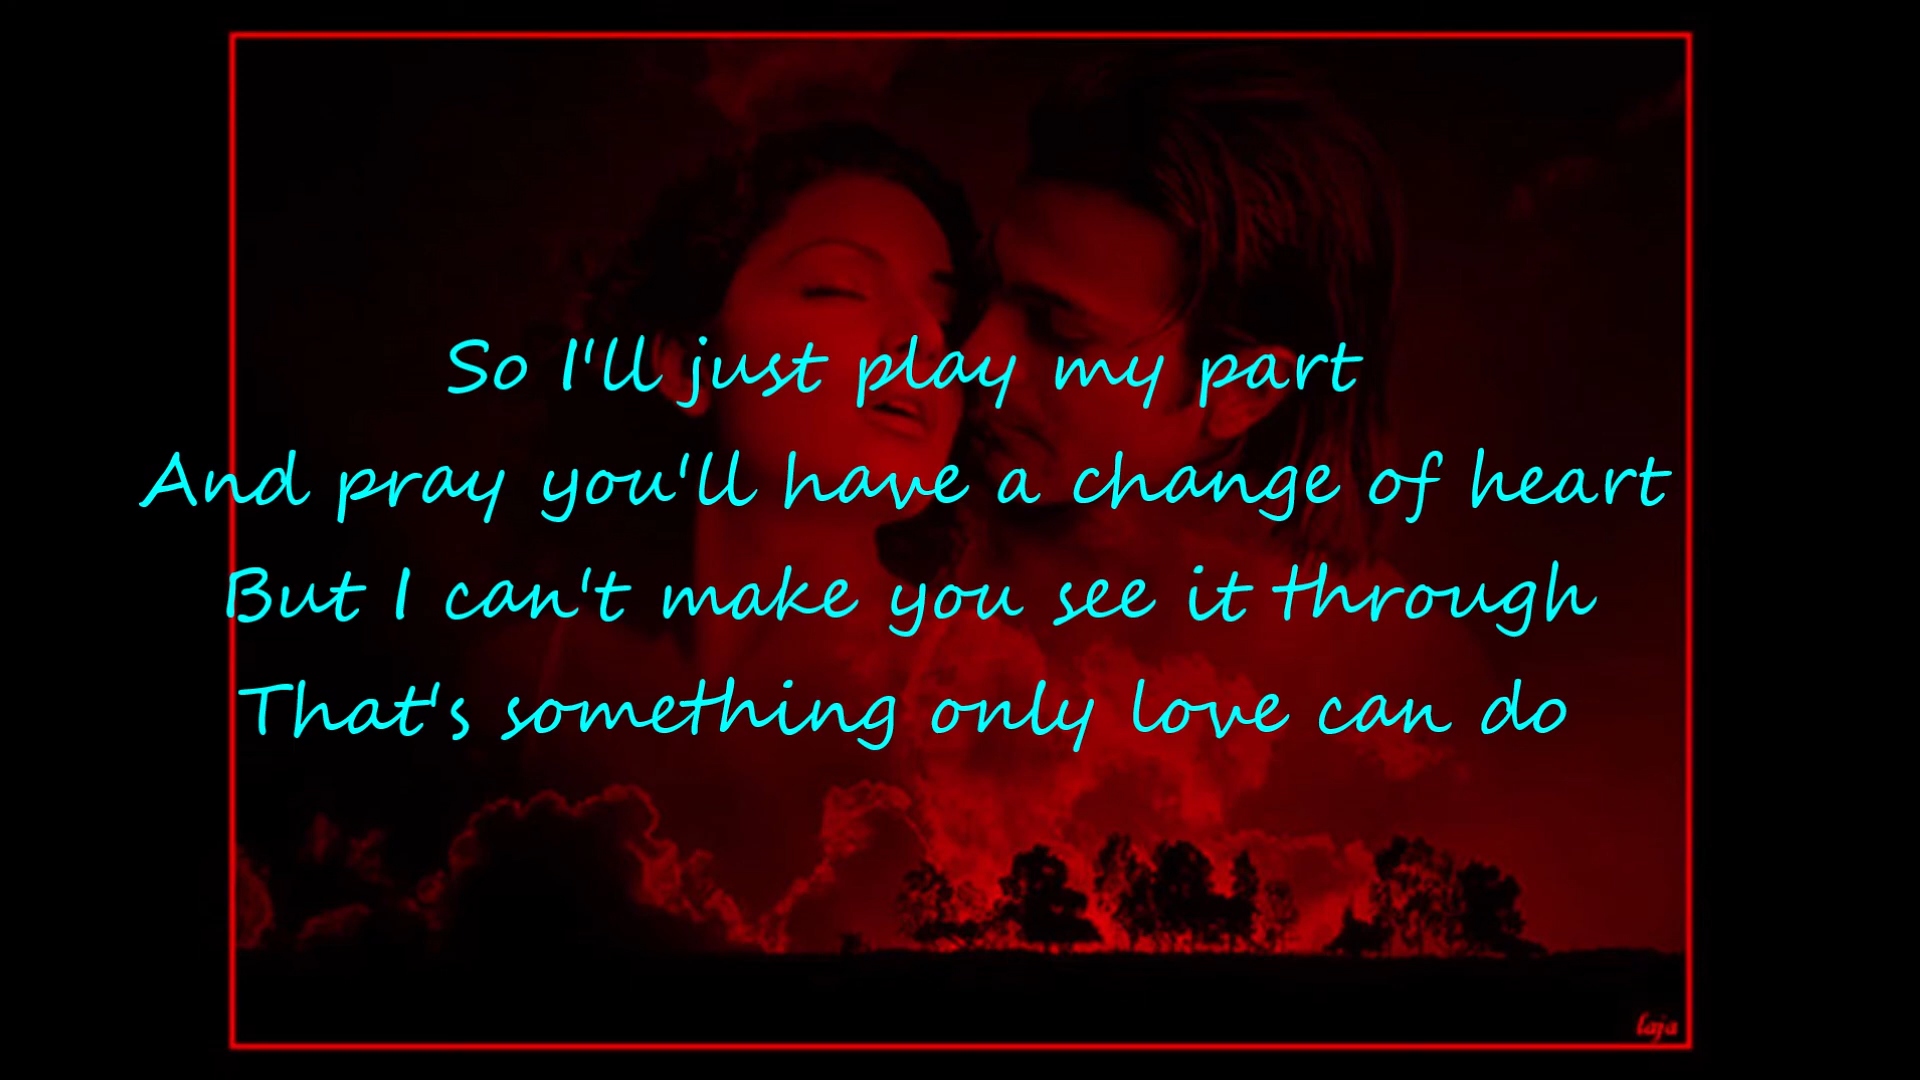 So I'll just play my part
And pray you'll have a change of heart
But I can't make you see it through
That's something only love can do
laja